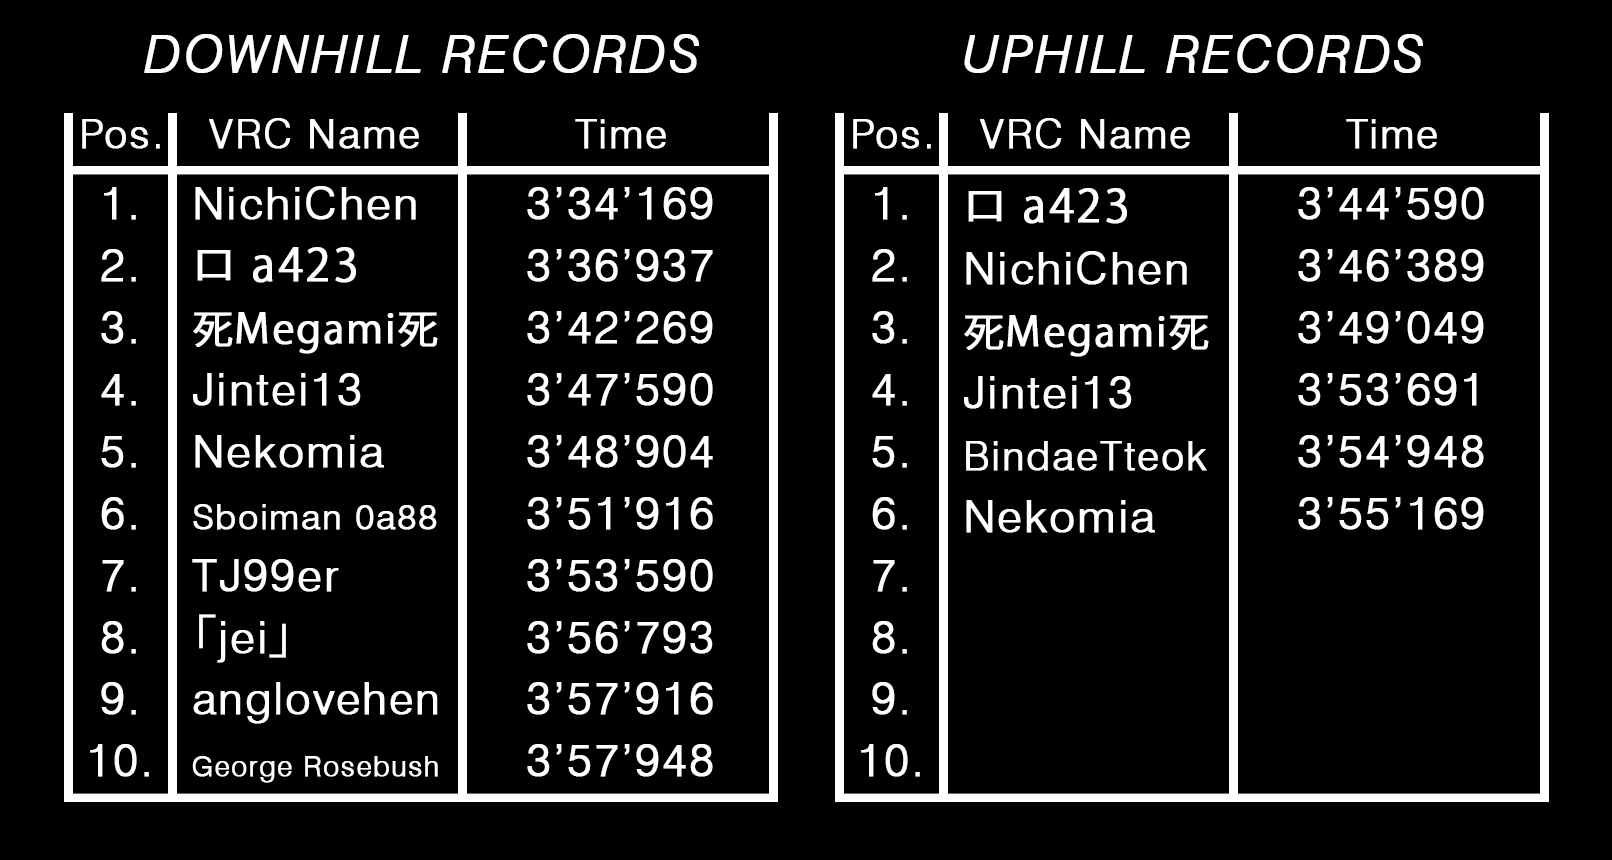 DOWNHILL RECORDS
Pos. VRC Name Time
1. NichiChen 3’34’169
2. 口 a423 3’36’937
3. 死Megami死 3’42’269
4. Jintei13 3’47’590
5. Nekomia 3’48’904
6. Sboiman 0a88 3’51’916
7. TJ99er 3’53’590
8. 「jei」 3’56’793
9. anglovehen 3’57’916
10. George Rosebush 3’57’948
UPHILL RECORDS
Pos. VRC Name Time
1. 口 a423 3’44’590
2. NichiChen 3’46’389
3. 死Megami死 3’49’049
4. Jintei13 3’53’691
5. BindaeTteok 3’54’948
6. Nekomia 3’55’169
7.
8.
9.
10.